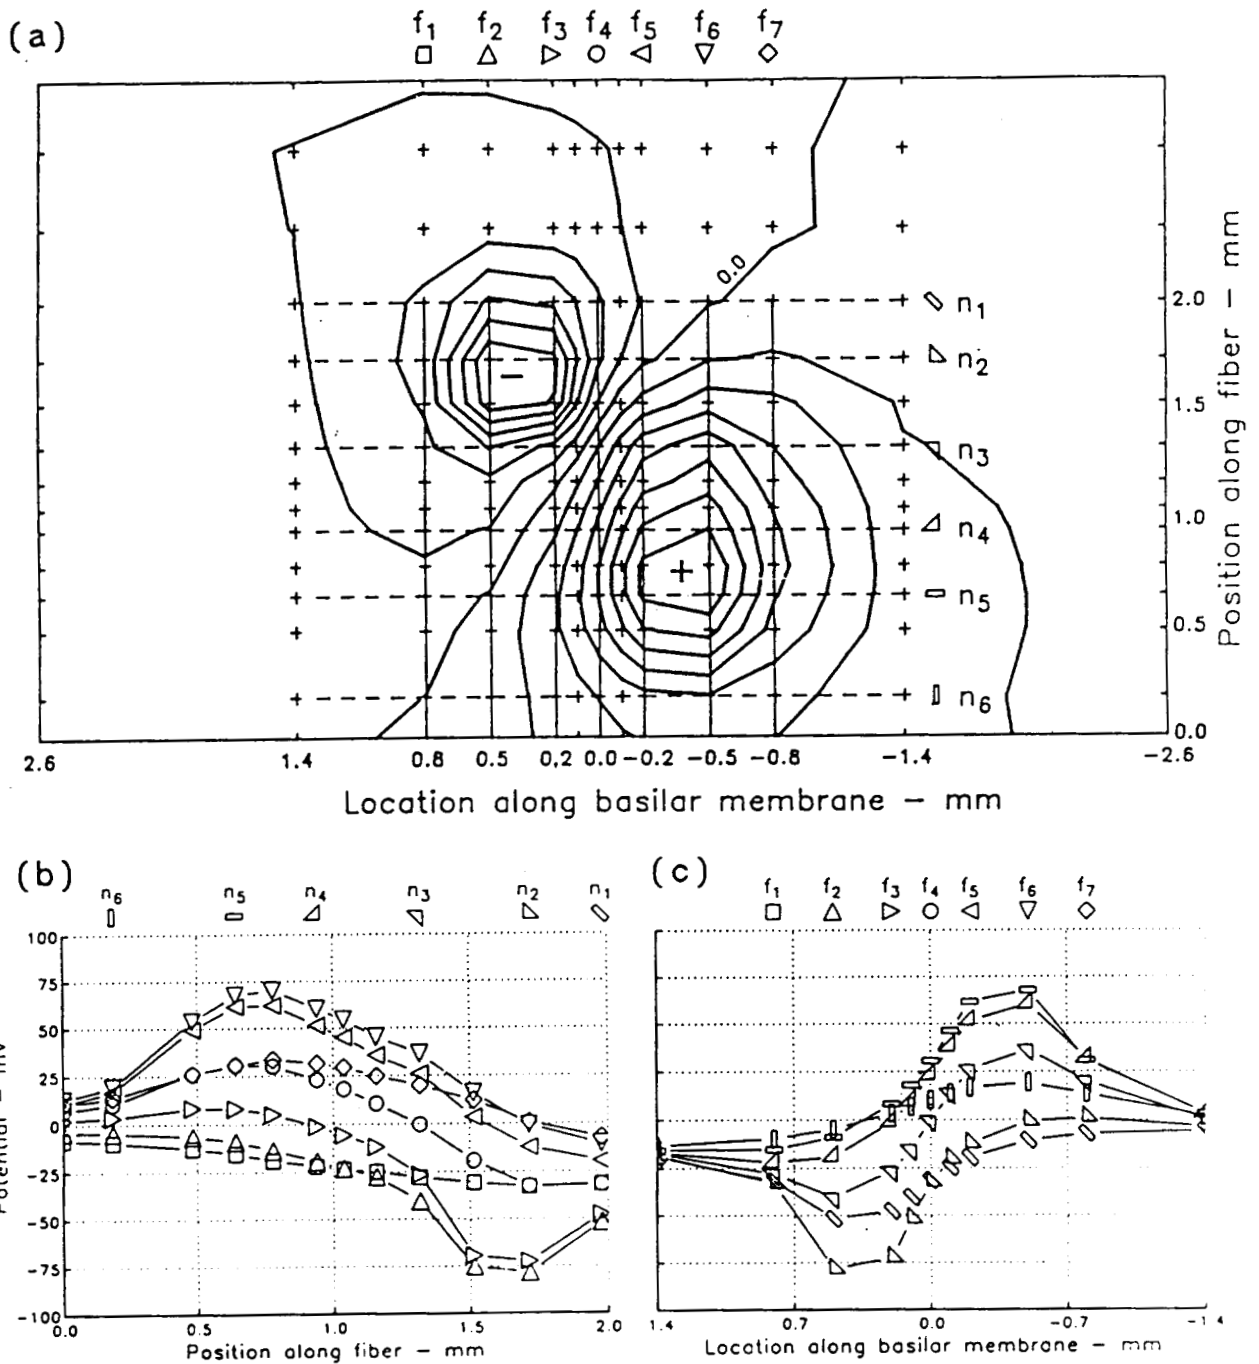 (a)
f1 f2 f3 f4 f5 f6 f7
0.0
n1
n2
n3
n4
n5
n6
2.0
1.5
1.0
0.5
0.0
Position along fiber – mm
2.6 1.4 0.8 0.5 0.2 0.0 -0.2 -0.5 -0.8 -1.4 -2.6
Location along basilar membrane – mm
(b)
n6 n5 n4 n3 n2 n1
100
75
50
25
0
-25
-50
-75
-100
0.0 0.5 1.0 1.5 2.0
Position along fiber – mm
(c)
f1 f2 f3 f4 f5 f6 f7
1.4 0.7 0.0 -0.7 -1 4
Location along basilar membrane – mm